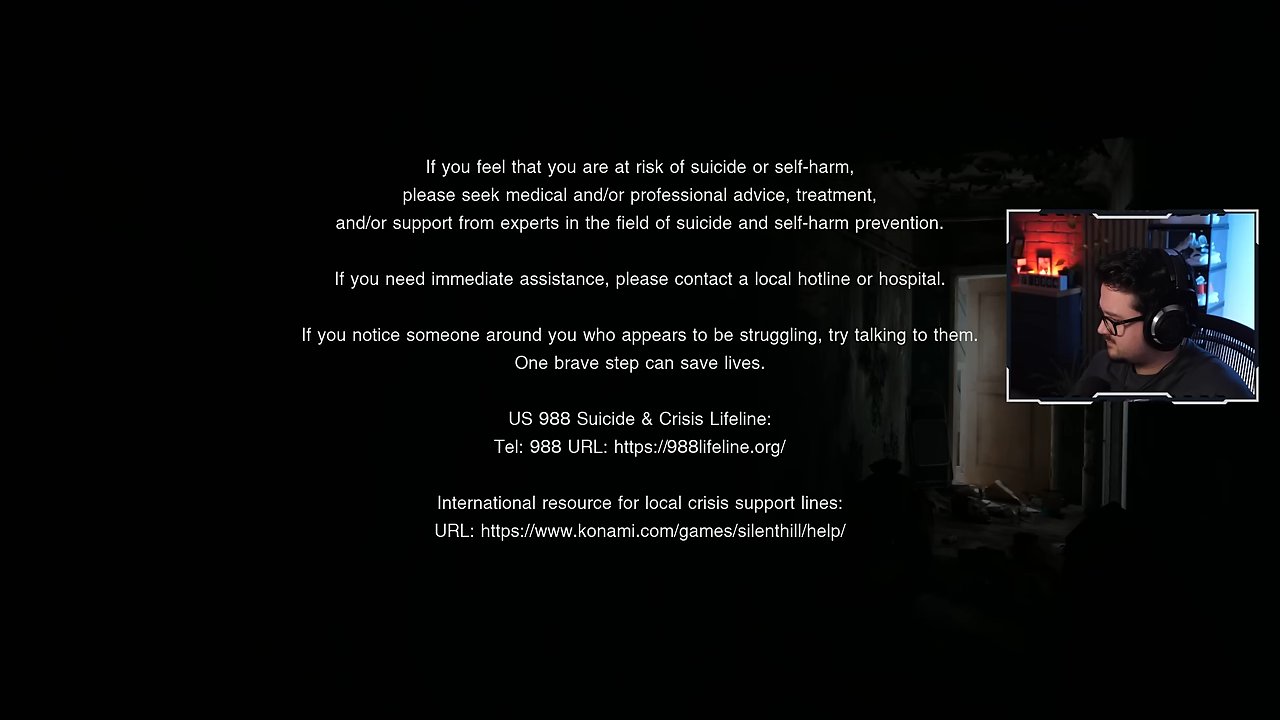 If you feel that you are at risk of suicide or self-harm,
please seek medical and/or professional advice, treatment,
and/or support from experts in the field of suicide and self-harm prevention.
If you need immediate assistance, please contact a local hotline or hospital.
If you notice someone around you who appears to be struggling, try talking to them.
One brave step can save lives.
US 988 Suicide & Crisis Lifeline:
Tel: 988 URL: https://988lifeline.org/
International resource for local crisis support lines:
URL: https://www.konami.com/games/silenthill/help/